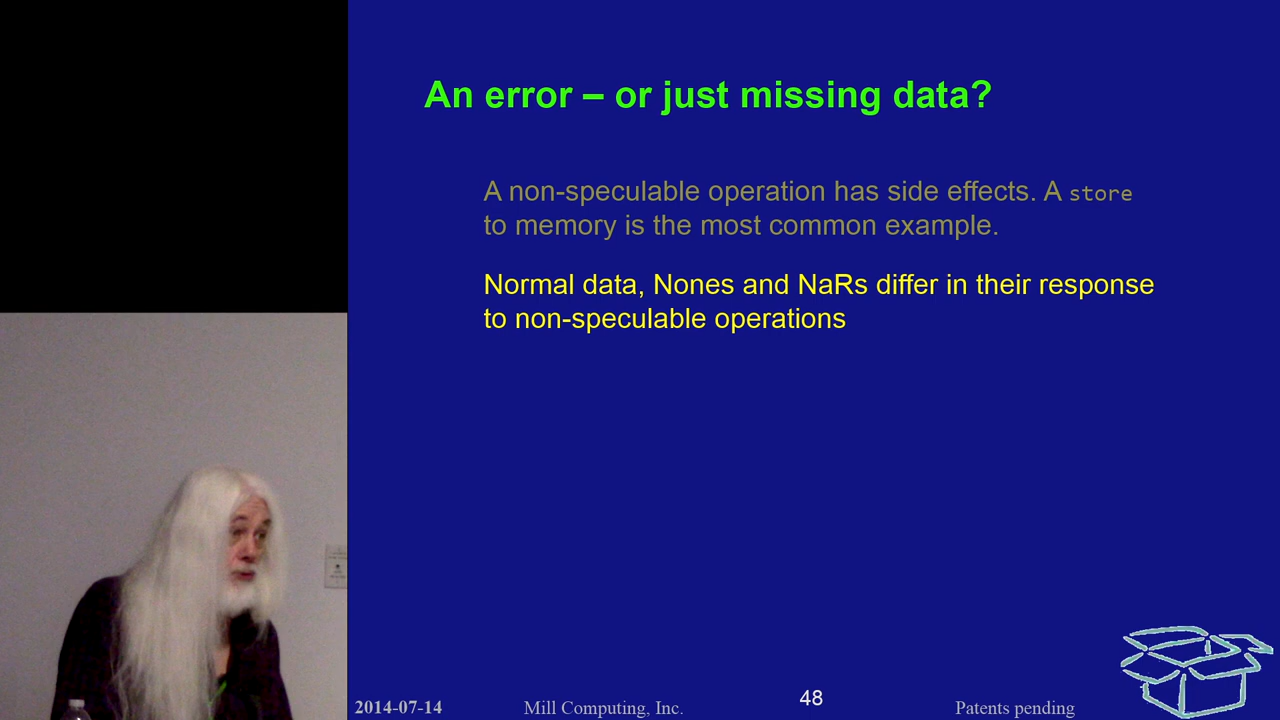 An error – or just missing data?
A non-speculable operation has side effects. A store
to memory is the most common example.
Normal data, Nones and NaRs differ in their response
to non-speculable operations
2014-07-14 Mill Computing, Inc. 48 Patents pending